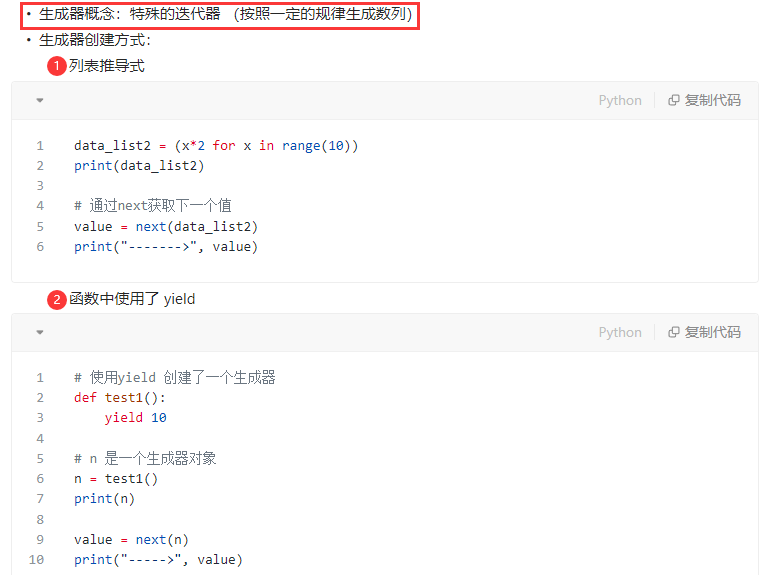 • 生成器概念：特殊的迭代器 （按照一定的规律生成数列）
• 生成器创建方式：
1 列表推导式
Python 复制代码
1 data_list2 = (x*2 for x in range(10))
2 print(data_list2)
3
4 # 通过next获取下一个值
5 value = next(data_list2)
6 print("------->", value)
2 函数中使用了 yield
Python 复制代码
1 # 使用yield 创建了一个生成器
2 def test1():
3     yield 10
4
5 # n 是一个生成器对象
6 n = test1()
7 print(n)
8
9 value = next(n)
10 print("----->", value)